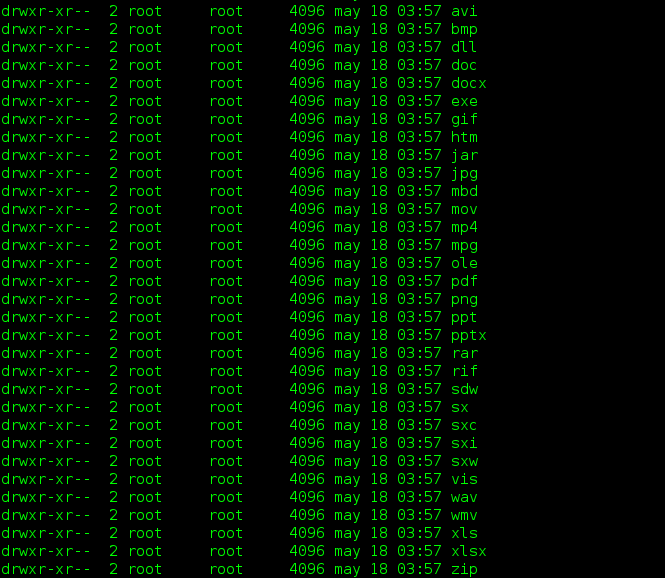 drwxr-xr--  2 root     root     4096 may 18 03:57 avi
drwxr-xr--  2 root     root     4096 may 18 03:57 bmp
drwxr-xr--  2 root     root     4096 may 18 03:57 dll
drwxr-xr--  2 root     root     4096 may 18 03:57 doc
drwxr-xr--  2 root     root     4096 may 18 03:57 docx
drwxr-xr--  2 root     root     4096 may 18 03:57 exe
drwxr-xr--  2 root     root     4096 may 18 03:57 gif
drwxr-xr--  2 root     root     4096 may 18 03:57 htm
drwxr-xr--  2 root     root     4096 may 18 03:57 jar
drwxr-xr--  2 root     root     4096 may 18 03:57 jpg
drwxr-xr--  2 root     root     4096 may 18 03:57 mbd
drwxr-xr--  2 root     root     4096 may 18 03:57 mov
drwxr-xr--  2 root     root     4096 may 18 03:57 mp4
drwxr-xr--  2 root     root     4096 may 18 03:57 mpg
drwxr-xr--  2 root     root     4096 may 18 03:57 ole
drwxr-xr--  2 root     root     4096 may 18 03:57 pdf
drwxr-xr--  2 root     root     4096 may 18 03:57 png
drwxr-xr--  2 root     root     4096 may 18 03:57 ppt
drwxr-xr--  2 root     root     4096 may 18 03:57 pptx
drwxr-xr--  2 root     root     4096 may 18 03:57 rar
drwxr-xr--  2 root     root     4096 may 18 03:57 rif
drwxr-xr--  2 root     root     4096 may 18 03:57 sdw
drwxr-xr--  2 root     root     4096 may 18 03:57 sx
drwxr-xr--  2 root     root     4096 may 18 03:57 sxc
drwxr-xr--  2 root     root     4096 may 18 03:57 sxi
drwxr-xr--  2 root     root     4096 may 18 03:57 sxw
drwxr-xr--  2 root     root     4096 may 18 03:57 vis
drwxr-xr--  2 root     root     4096 may 18 03:57 wav
drwxr-xr--  2 root     root     4096 may 18 03:57 wmv
drwxr-xr--  2 root     root     4096 may 18 03:57 xls
drwxr-xr--  2 root     root     4096 may 18 03:57 xlsx
drwxr-xr--  2 root     root     4096 may 18 03:57 zip